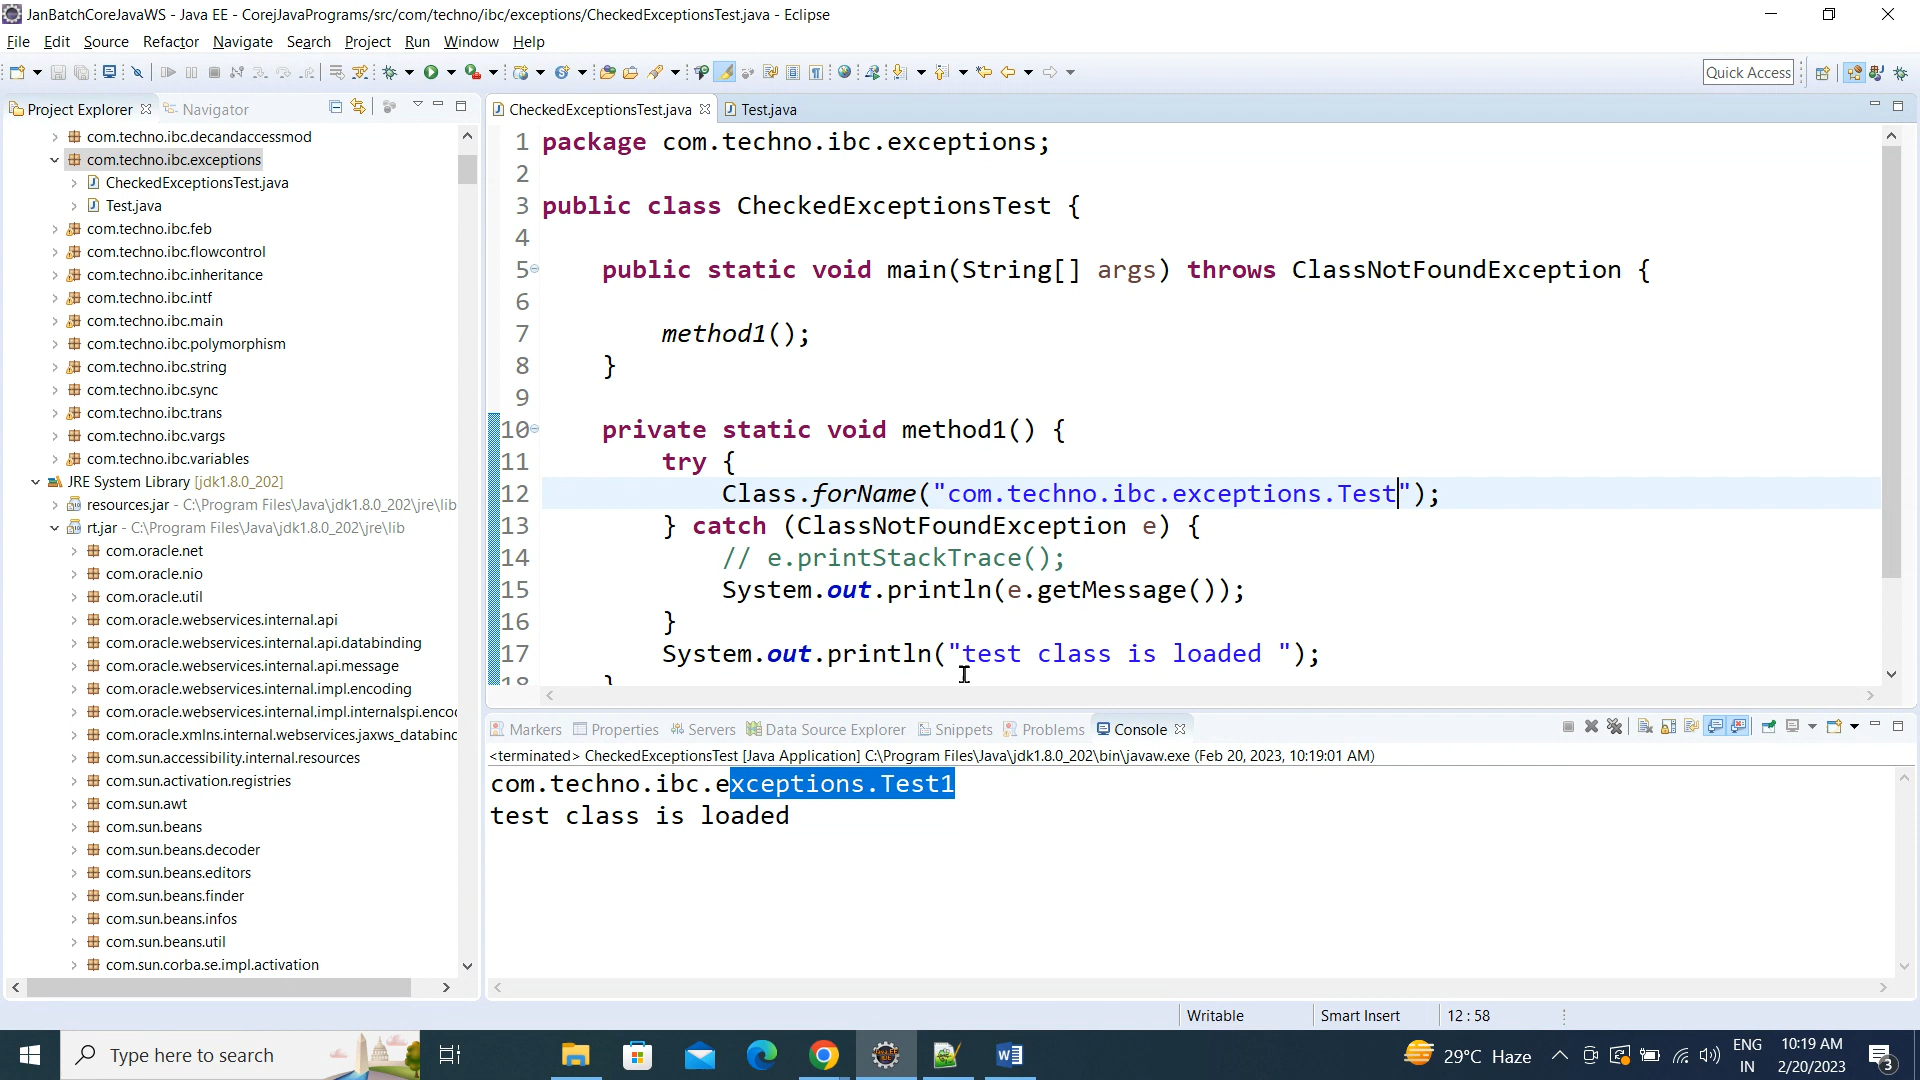 JanBatchCoreJavaWS - Java EE - CorejJavaPrograms/src/com/techno/ibc/exceptions/CheckedExceptionsTest.java - Eclipse
File Edit Source Refactor Navigate Search Project Run Window Help
Quick Access
Project Explorer Navigator
com.techno.ibc.decandaccessmod
com.techno.ibc.exceptions
CheckedExceptionsTest.java
Test.java
com.techno.ibc.feb
com.techno.ibc.flowcontrol
com.techno.ibc.inheritance
com.techno.ibc.intf
com.techno.ibc.main
com.techno.ibc.polymorphism
com.techno.ibc.string
com.techno.ibc.sync
com.techno.ibc.trans
com.techno.ibc.vargs
com.techno.ibc.variables
JRE System Library [jdk1.8.0_202]
resources.jar - C:\Program Files\Java\jdk1.8.0_202\jre\lib
rt.jar - C:\Program Files\Java\jdk1.8.0_202\jre\lib
com.oracle.net
com.oracle.nio
com.oracle.util
com.oracle.webservices.internal.api
com.oracle.webservices.internal.api.databinding
com.oracle.webservices.internal.api.message
com.oracle.webservices.internal.impl.encoding
com.oracle.webservices.internal.impl.internalspi.enco
com.oracle.xmlns.internal.webservices.jaxws_databinc
com.sun.accessibility.internal.resources
com.sun.activation.registries
com.sun.awt
com.sun.beans
com.sun.beans.decoder
com.sun.beans.editors
com.sun.beans.finder
com.sun.beans.infos
com.sun.beans.util
com.sun.corba.se.impl.activation
CheckedExceptionsTest.java Test.java
1 package com.techno.ibc.exceptions;
2
3 public class CheckedExceptionsTest {
4
5 public static void main(String[] args) throws ClassNotFoundException {
6
7 method1();
8 }
9
10 private static void method1() {
11 try {
12 Class.forName("com.techno.ibc.exceptions.Test");
13 } catch (ClassNotFoundException e) {
14 // e.printStackTrace();
15 System.out.println(e.getMessage());
16 }
17 System.out.println("test class is loaded ");
18 }
Markers Properties Servers Data Source Explorer Snippets Problems Console
<terminated> CheckedExceptionsTest [Java Application] C:\Program Files\Java\jdk1.8.0_202\bin\javaw.exe (Feb 20, 2023, 10:19:01 AM)
com.techno.ibc.exceptions.Test1
test class is loaded
Writable Smart Insert 12 : 58
Type here to search
29°C Haze
ENG
IN
10:19 AM
2/20/2023
3